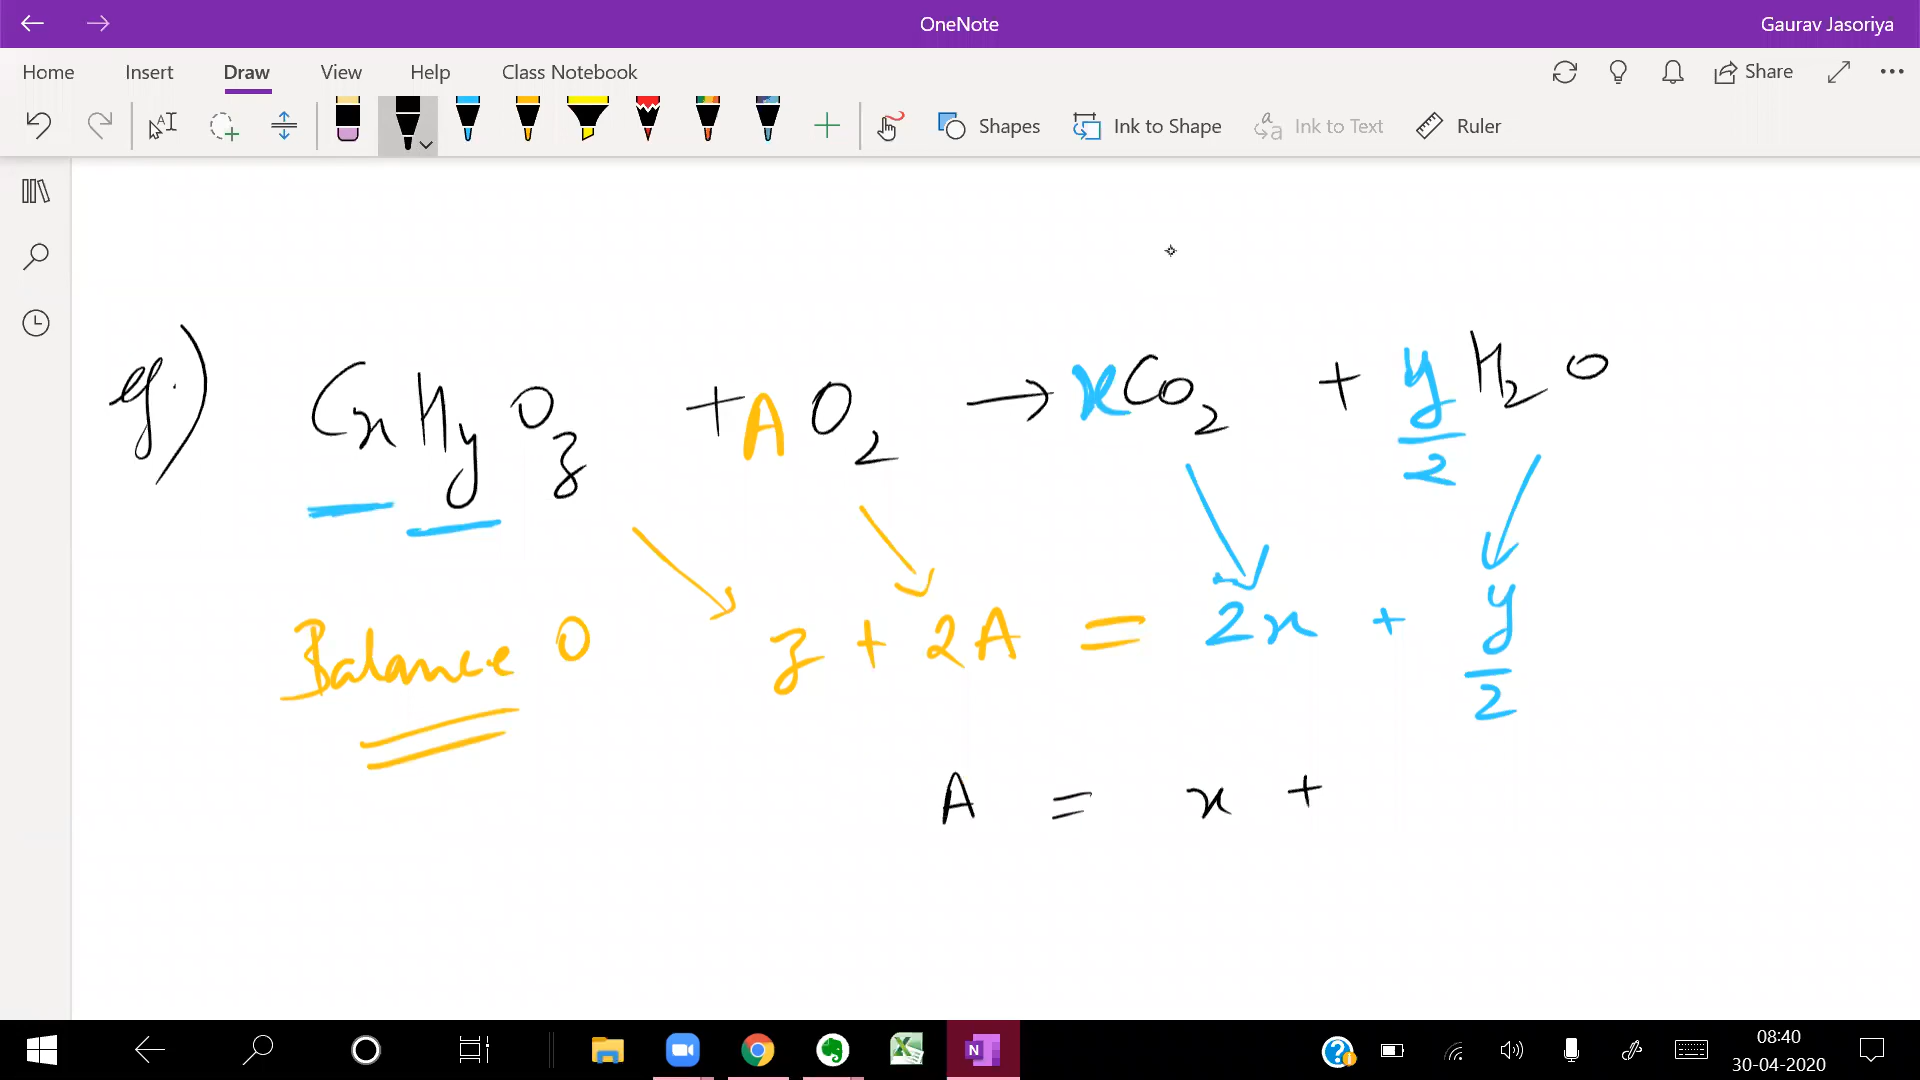 OneNote
Gaurav Jasoriya
Home Insert Draw View Help Class Notebook Share
Shapes Ink to Shape Ink to Text Ruler
eg.) CxHyOz + A O2 → xCO2 + y/2 H2O
Balance O z + 2A = 2x + y/2
A = x +
08:40
30-04-2020